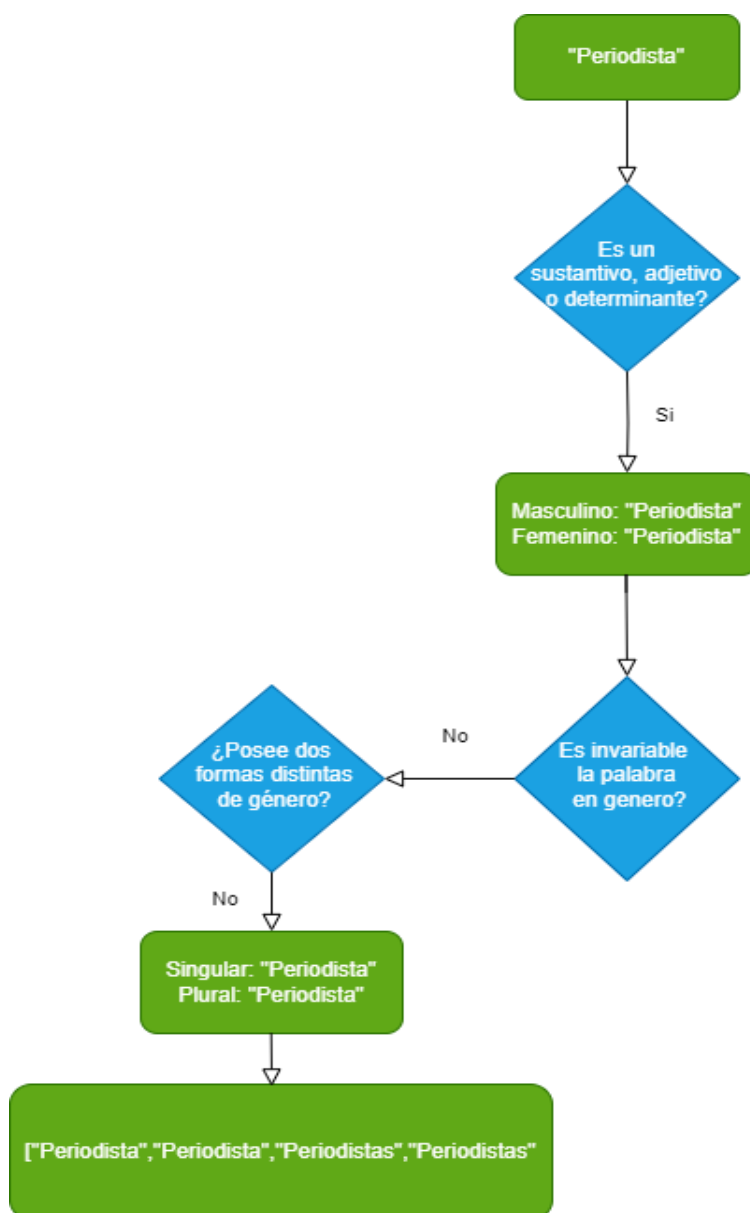 "Periodista"
Es un
sustantivo, adjetivo
o determinante?
Si
Masculino: "Periodista"
Femenino: "Periodista"
Es invariable
la palabra
en genero?
No
¿Posee dos
formas distintas
de género?
No
Singular: "Periodista"
Plural: "Periodista"
["Periodista","Periodista","Periodistas","Periodistas"